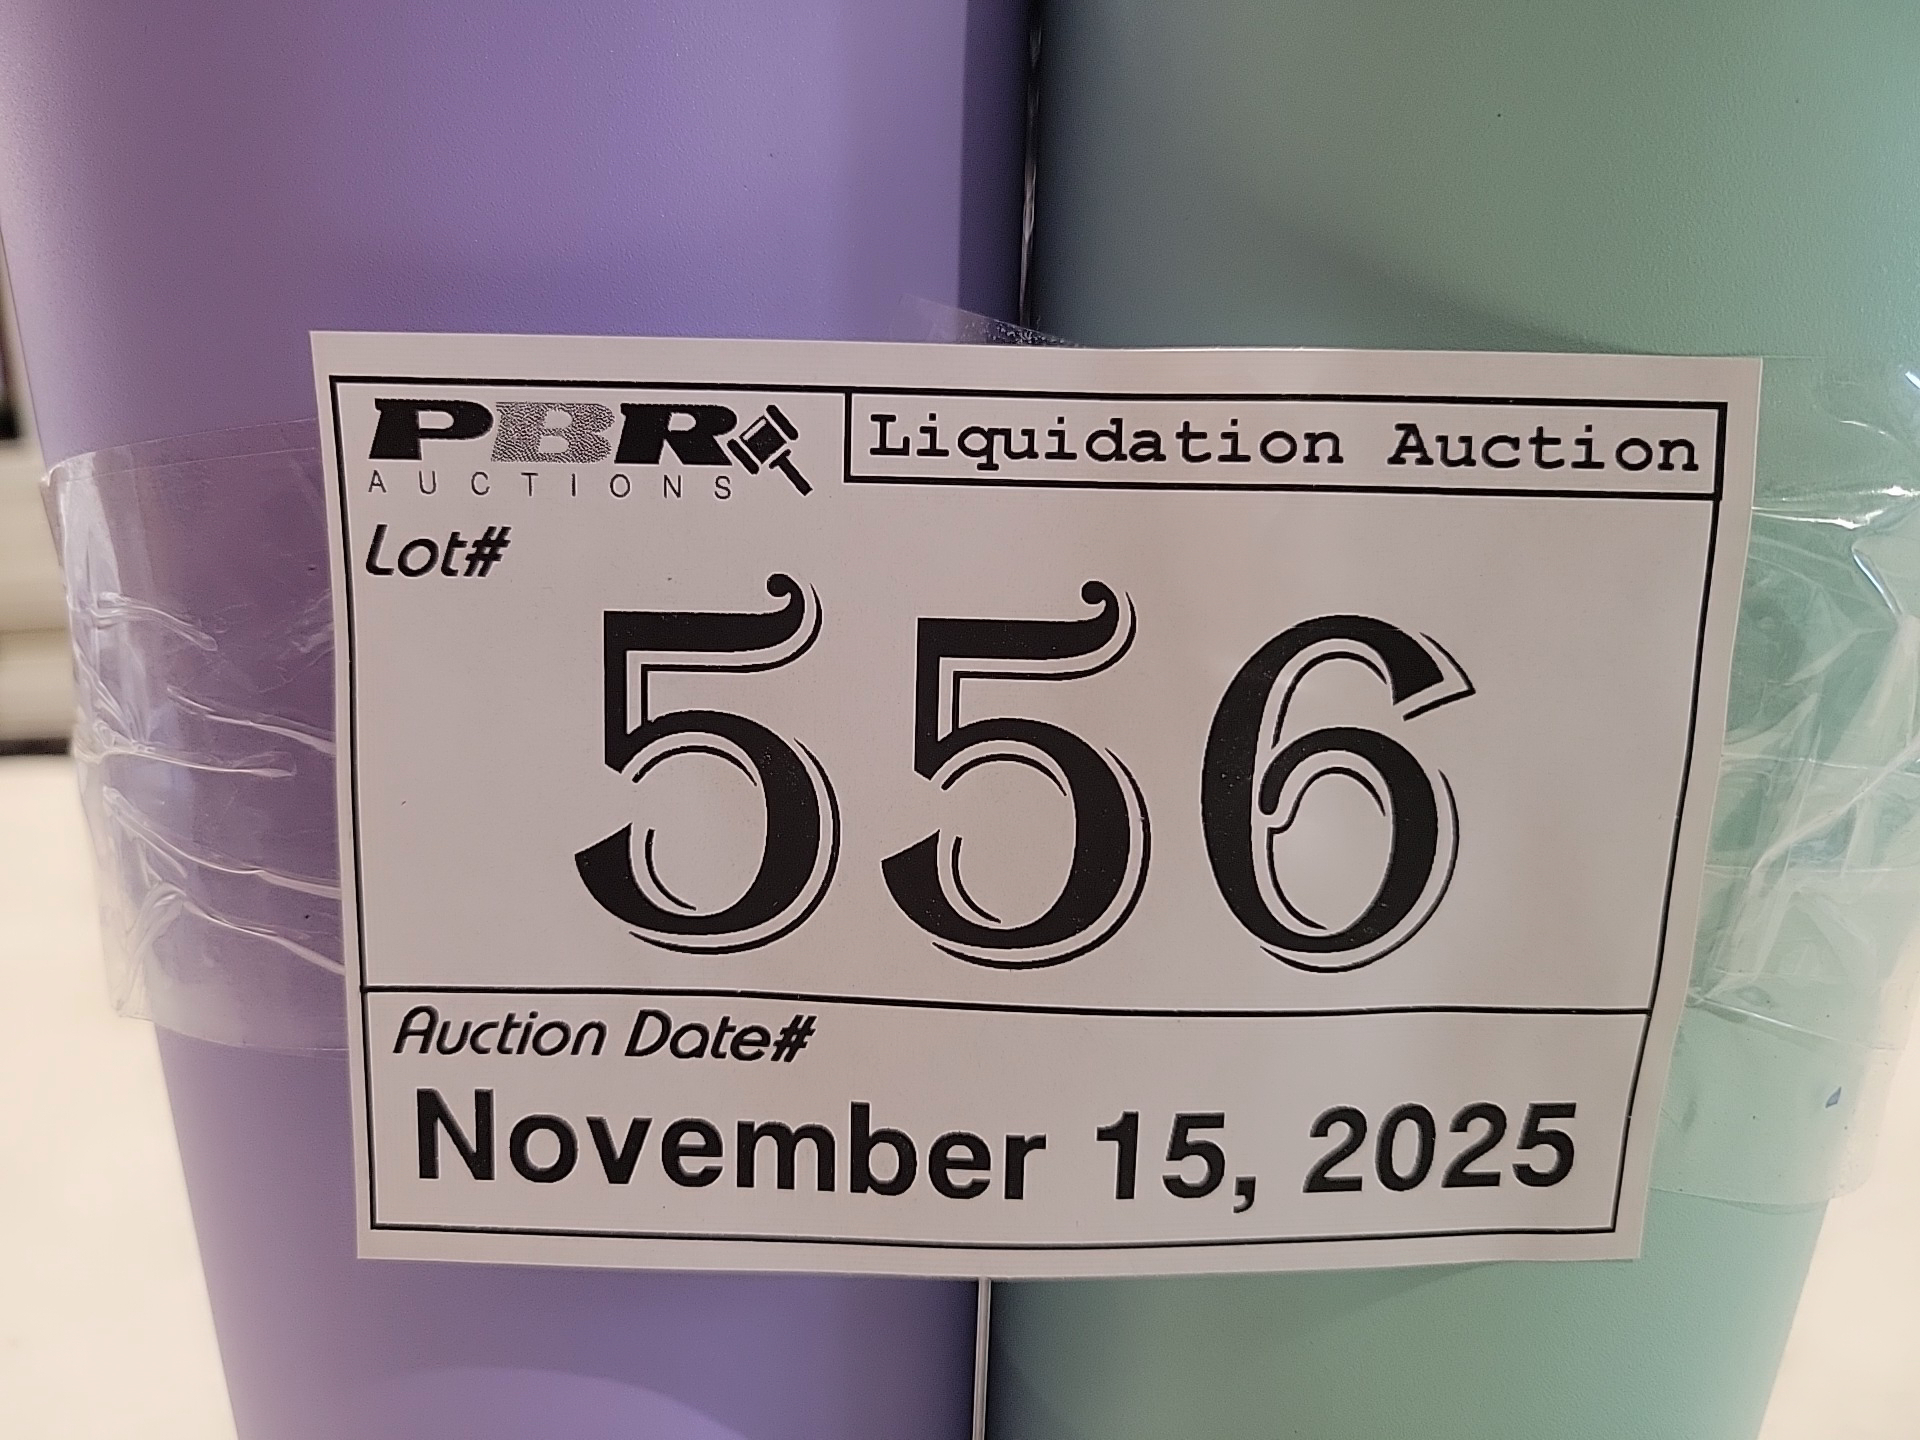 PBR
AUCTIONS
Liquidation Auction
Lot#
556
Auction Date#
November 15, 2025